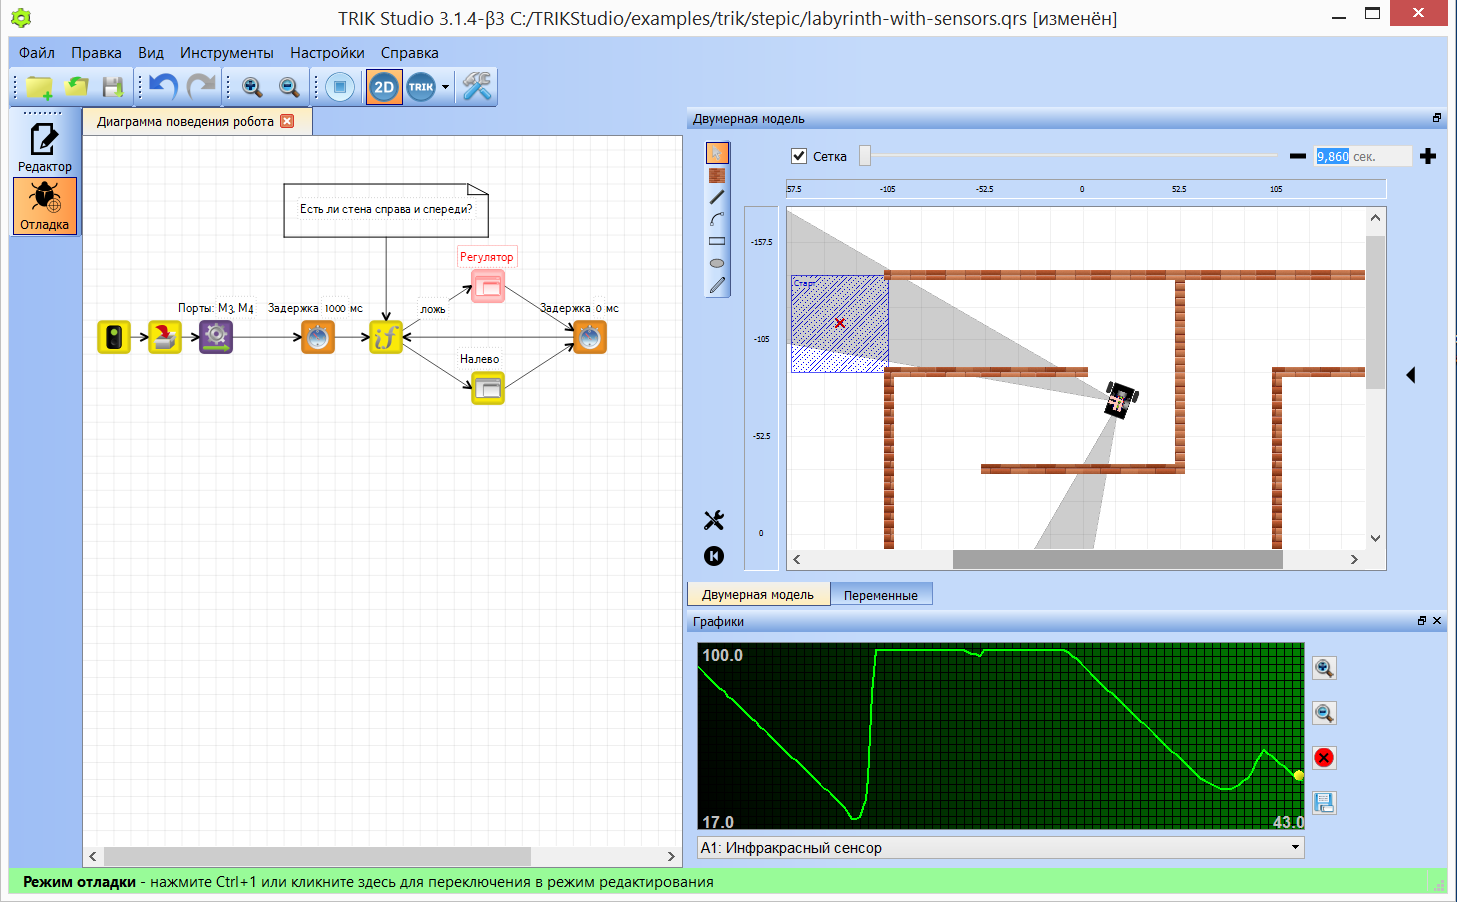 TRIK Studio 3.1.4-β3 C:/TRIKStudio/examples/trik/stepic/labyrinth-with-sensors.qrs [изменён]
Файл Правка Вид Инструменты Настройки Справка
2D TRIK
Редактор
Отладка
Диаграмма поведения робота
Есть ли стена справа и спереди?
Регулятор
Порты: M3, M4 Задержка 1000 мс ложь Задержка 0 мс
if
Налево
Двумерная модель
Сетка 9,860 сек.
57.5 -105 -52.5 0 52.5 105
-157.5
Старт
-105
-52.5
0
Двумерная модель Переменные
Графики
100.0
17.0 43.0
A1: Инфракрасный сенсор
Режим отладки - нажмите Ctrl+1 или кликните здесь для переключения в режим редактирования